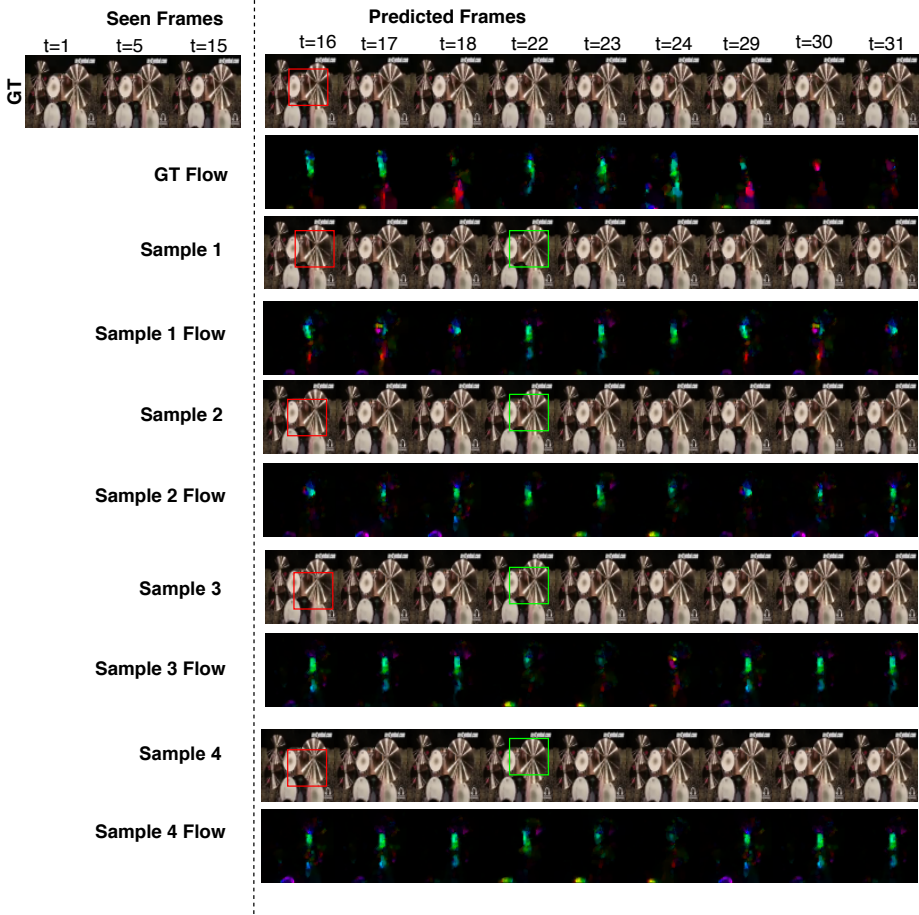 Seen Frames
Predicted Frames
t=1 t=5 t=15
t=16 t=17 t=18 t=22 t=23 t=24 t=29 t=30 t=31
GT
GT Flow
Sample 1
Sample 1 Flow
Sample 2
Sample 2 Flow
Sample 3
Sample 3 Flow
Sample 4
Sample 4 Flow